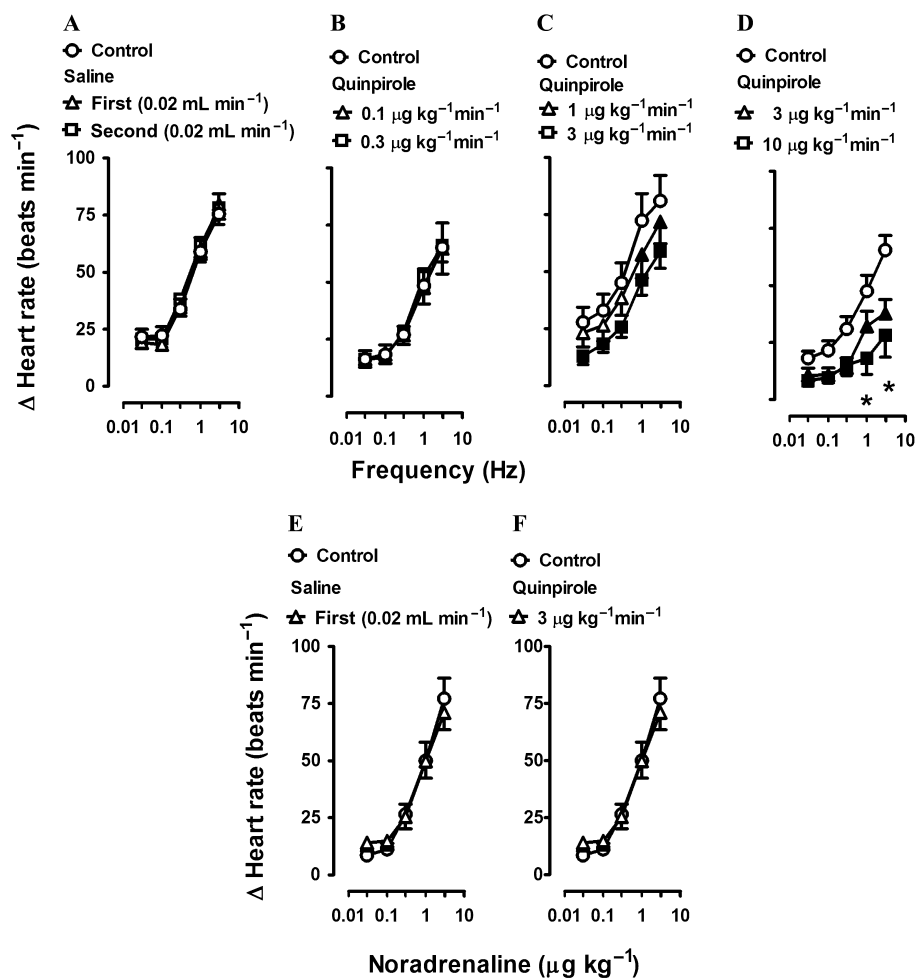 A
Control
Saline
First (0.02 mL min⁻¹)
Second (0.02 mL min⁻¹)
B
Control
Quinpirole
0.1 μg kg⁻¹min⁻¹
0.3 μg kg⁻¹min⁻¹
C
Control
Quinpirole
1 μg kg⁻¹min⁻¹
3 μg kg⁻¹min⁻¹
D
Control
Quinpirole
3 μg kg⁻¹min⁻¹
10 μg kg⁻¹min⁻¹
Δ Heart rate (beats min⁻¹)
100
75
50
25
0
* *
0.01 0.1 1 10
0.01 0.1 1 10
0.01 0.1 1 10
0.01 0.1 1 10
Frequency (Hz)
E
Control
Saline
First (0.02 mL min⁻¹)
F
Control
Quinpirole
3 μg kg⁻¹min⁻¹
Δ Heart rate (beats min⁻¹)
100
75
50
25
0
100
75
50
25
0
0.01 0.1 1 10
0.01 0.1 1 10
Noradrenaline (μg kg⁻¹)